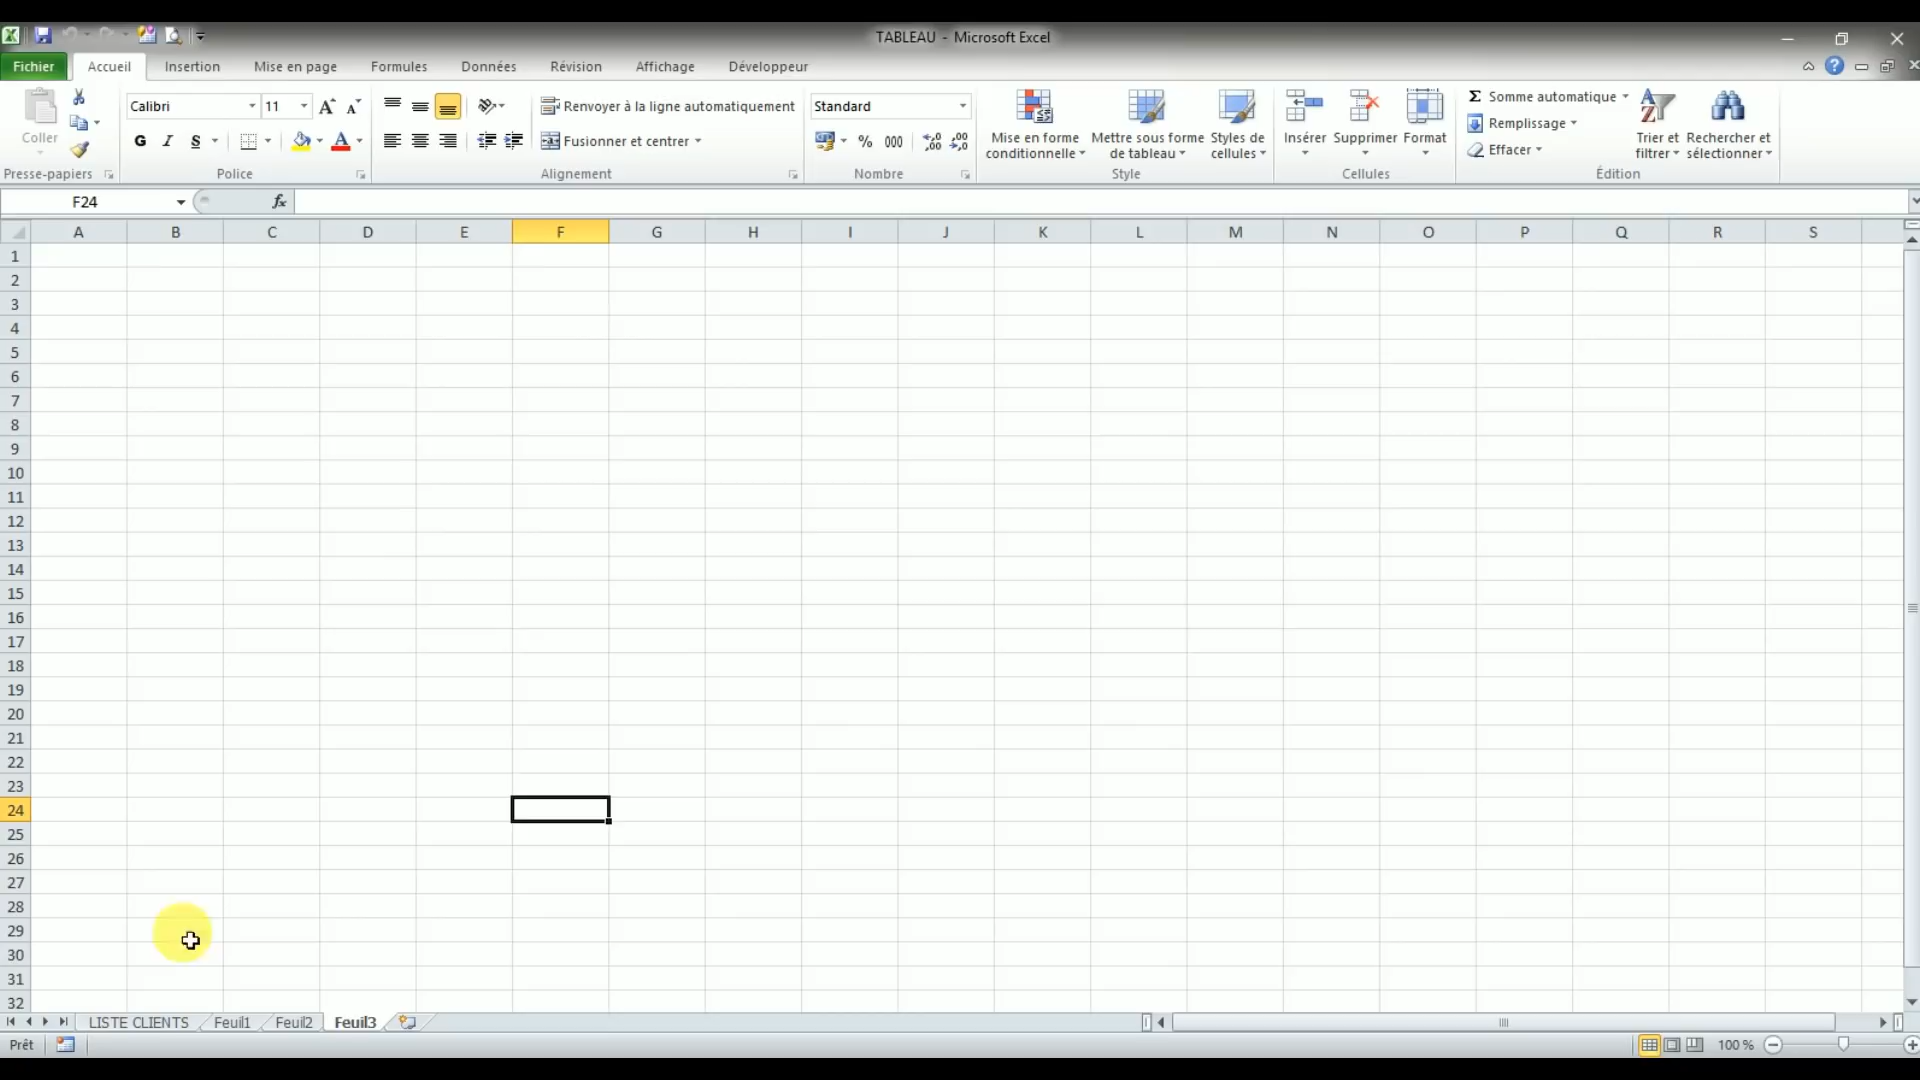 TABLEAU - Microsoft Excel
Fichier Accueil Insertion Mise en page Formules Données Révision Affichage Développeur
Coller
Presse-papiers
Calibri 11
G I S
Police
Renvoyer à la ligne automatiquement
Fusionner et centrer
Alignement
Standard
% 000
Nombre
Mise en forme conditionnelle
Mettre sous forme de tableau
Styles de cellules
Style
Insérer Supprimer Format
Cellules
Σ Somme automatique
Remplissage
Effacer
Trier et filtrer
Rechercher et sélectionner
Édition
F24 fx
A B C D E F G H I J K L M N O P Q R S
1
2
3
4
5
6
7
8
9
10
11
12
13
14
15
16
17
18
19
20
21
22
23
24
25
26
27
28
29
30
31
32
LISTE CLIENTS Feuil1 Feuil2 Feuil3
Prêt 100 %